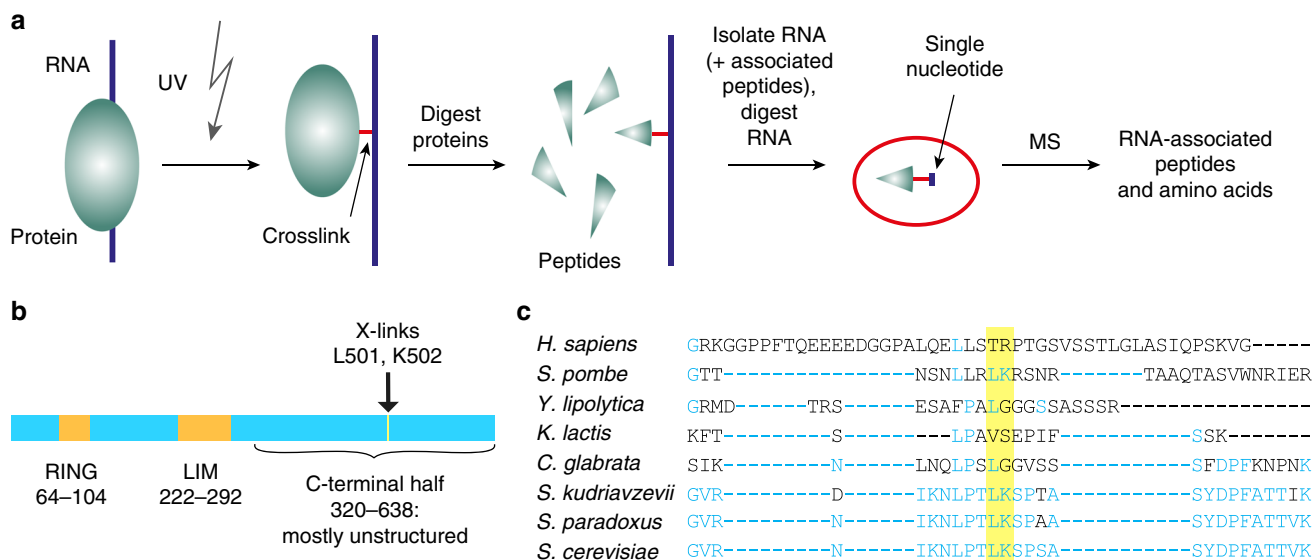 a
RNA
Protein
UV
Crosslink
Digest
proteins
Peptides
Isolate RNA
(+ associated
peptides),
digest
RNA
Single
nucleotide
MS
RNA-associated
peptides
and amino acids
b
X-links
L501, K502
RING
64–104
LIM
222–292
C-terminal half
320–638:
mostly unstructured
c
H. sapiens GRKGGPPFTQEEEEDGGPALQELLSTRPTGSVSSTLGLASIQPSKVG-----
S. pombe GTT----------------NSNLLRLKRSNR-------TAAQTASVWNRIER
Y. lipolytica GRMD------TRS------ESAFPALGGGSSASSSR----------------
K. lactis KFT---------S---------LPAVSEPIF-----------SSK-------
C. glabrata SIK---------N------LNQLPSLGGVSS-----------SFDPFKNPNK
S. kudriavzevii GVR---------D------IKNLPTLKSPTA-----------SYDPFATTIK
S. paradoxus GVR---------N------IKNLPTLKSPAA-----------SYDPFATTVK
S. cerevisiae GVR---------N------IKNLPTLKSPSA-----------SYDPFATTVK